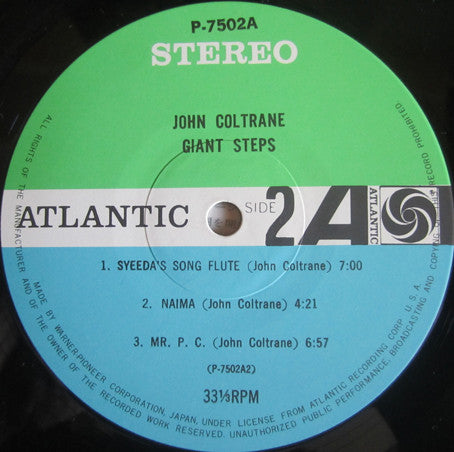 P-7502A
STEREO
JOHN COLTRANE
GIANT STEPS
ATLANTIC
SIDE 2
ATLANTIC
1. SYEEDA'S SONG FLUTE (John Coltrane) 7:00
2. NAIMA (John Coltrane) 4:21
3. MR. P. C. (John Coltrane) 6:57
(P-7502A2)
33⅓RPM
ALL RIGHTS OF THE MANUFACTURER AND OF THE OWNER OF THE RECORDED WORK RESERVED. UNAUTHORIZED PUBLIC PERFORMANCE, BROADCASTING AND COPYING OF THIS RECORD PROHIBITED.
MADE BY WARNER-PIONEER CORPORATION, JAPAN, UNDER LICENSE FROM ATLANTIC RECORDING CORP. U.S.A.